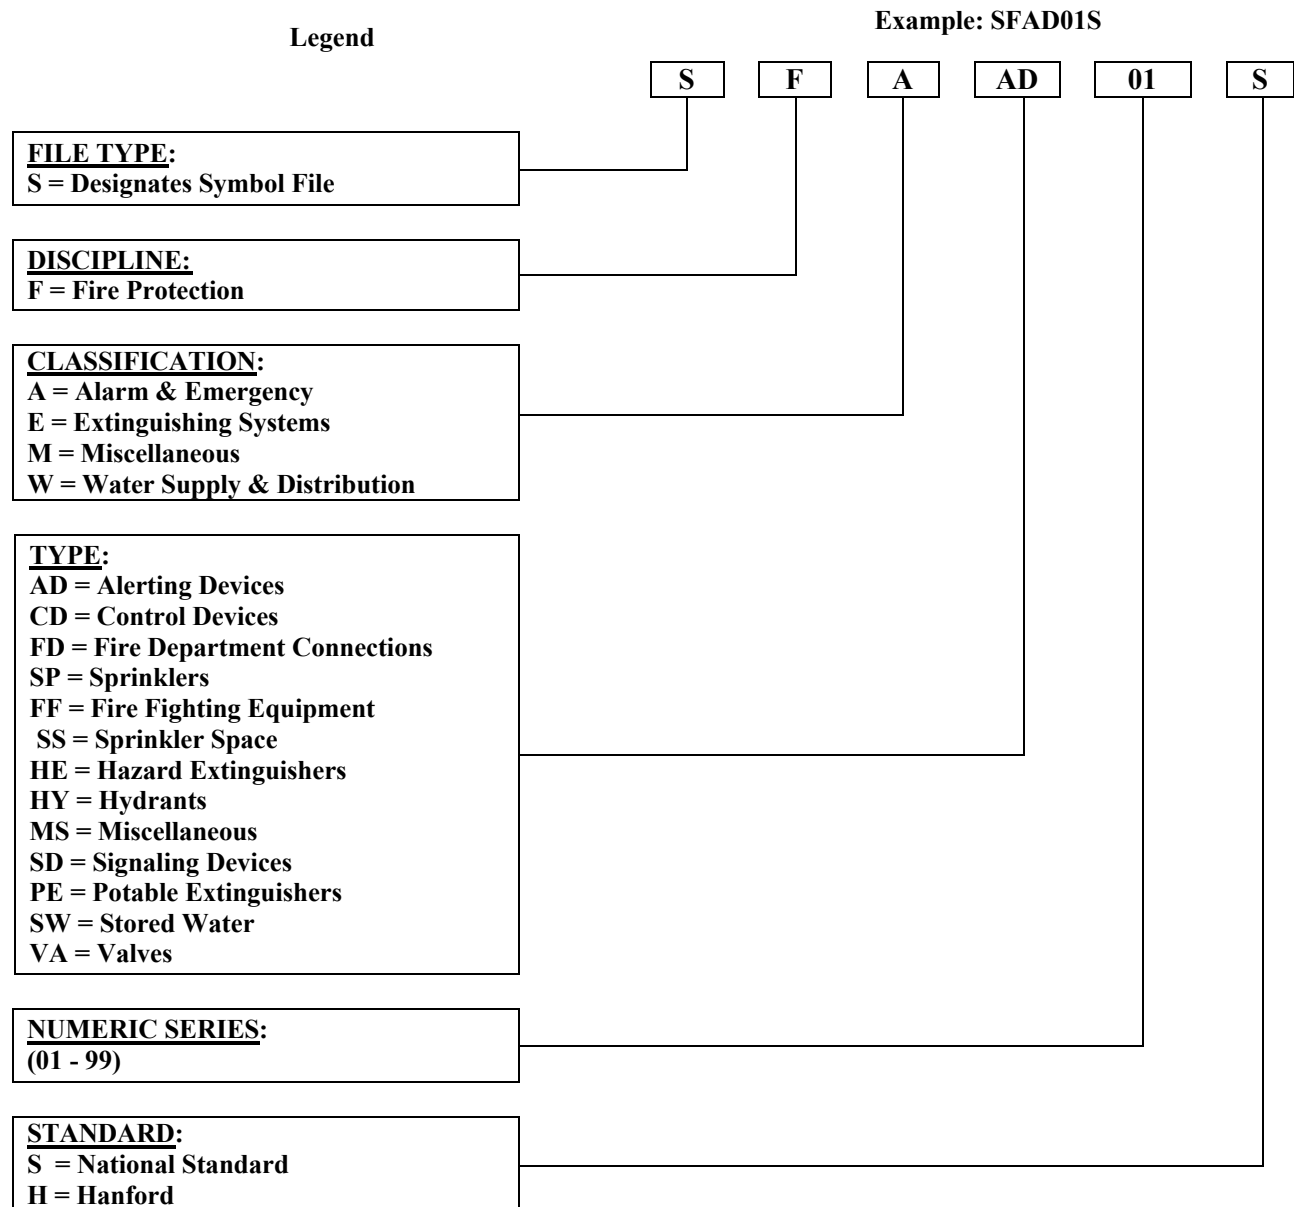 Legend
Example: SFAD01S
S F A AD 01 S
FILE TYPE:
S = Designates Symbol File
DISCIPLINE:
F = Fire Protection
CLASSIFICATION:
A = Alarm & Emergency
E = Extinguishing Systems
M = Miscellaneous
W = Water Supply & Distribution
TYPE:
AD = Alerting Devices
CD = Control Devices
FD = Fire Department Connections
SP = Sprinklers
FF = Fire Fighting Equipment
SS = Sprinkler Space
HE = Hazard Extinguishers
HY = Hydrants
MS = Miscellaneous
SD = Signaling Devices
PE = Potable Extinguishers
SW = Stored Water
VA = Valves
NUMERIC SERIES:
(01 - 99)
STANDARD:
S = National Standard
H = Hanford